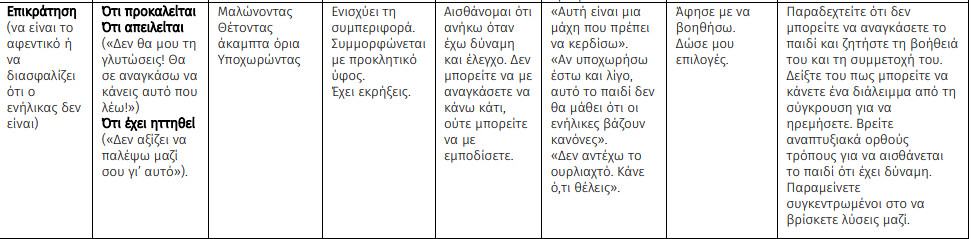 Επικράτηση
(να είναι το
αφεντικό ή
να
διασφαλίζει
ότι ο
ενήλικας δεν
είναι)
Ότι προκαλείται
Ότι απειλείται
(«Δεν θα μου τη
γλυτώσεις! Θα
σε αναγκάσω να
κάνεις αυτό που
λέω!»)
Ότι έχει ηττηθεί
(«Δεν αξίζει να
παλέψω μαζί
σου γι’ αυτό»).
Μαλώνοντας
Θέτοντας
άκαμπτα όρια
Υποχωρώντας
Ενισχύει τη
συμπεριφορά.
Συμμορφώνεται
με προκλητικό
ύφος.
Έχει εκρήξεις.
Αισθάνομαι ότι
ανήκω όταν
έχω δύναμη
και έλεγχο. Δεν
μπορείτε να με
αναγκάσετε να
κάνω κάτι,
ούτε μπορείτε
να με
εμποδίσετε.
«Αυτή είναι μια
μάχη που πρέπει
να κερδίσω».
«Αν υποχωρήσω
έστω και λίγο,
αυτό το παιδί δεν
θα μάθει ότι οι
ενήλικες βάζουν
κανόνες».
«Δεν αντέχω το
ουρλιαχτό. Κάνε
ό,τι θέλεις».
Άφησε με να
βοηθήσω.
Δώσε μου
επιλογές.
Παραδεχτείτε ότι δεν
μπορείτε να αναγκάσετε το
παιδί και ζητήστε τη βοήθειά
του και τη συμμετοχή του.
Δείξτε του πως μπορείτε να
κάνετε ένα διάλειμμα από τη
σύγκρουση για να
ηρεμήσετε. Βρείτε
αναπτυξιακά ορθούς
τρόπους για να αισθάνεται
το παιδί ότι έχει δύναμη.
Παραμείνετε
συγκεντρωμένοι στο να
βρίσκετε λύσεις μαζί.